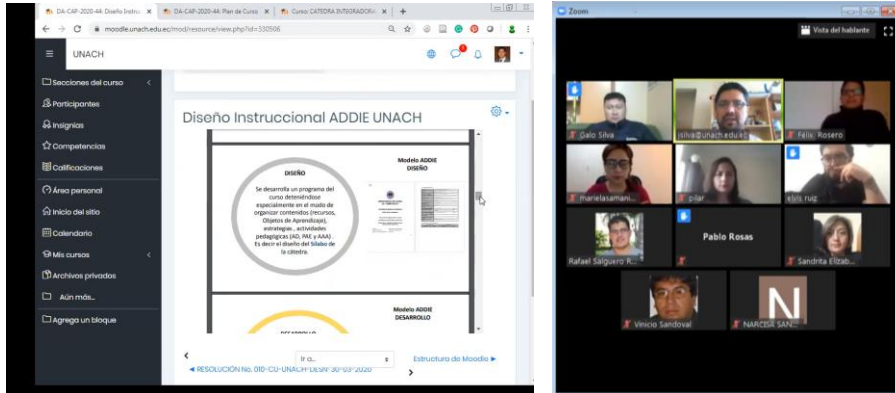 DA-CAP-2020-44: Diseño Instru
DA-CAP-2020-44: Plan de Curso
Curso: CATEDRA INTEGRADORA
moodle.unach.edu.ec/mod/resource/view.php?id=330506
UNACH
Secciones del curso
Participantes
Insignias
Competencias
Calificaciones
Área personal
Inicio del sitio
Calendario
Mis cursos
Archivos privados
Aún más...
Agrega un bloque
Diseño Instruccional ADDIE UNACH
DISEÑO
Se desarrolla un programa del
curso deteniéndose
especialmente en el modo de
organizar contenidos (recursos,
Objetos de Aprendizaje),
estrategias , actividades
pedagógicas (AD, PAE y AAA) .
Es decir el diseño del Sílabo de
la cátedra.
Modelo ADDIE
DISEÑO
Modelo ADDIE
DESARROLLO
DESARROLLO
Ir a...
Estructura de Moodle
RESOLUCIÓN No. 010-CU-UNACH-DESN-30-03-2020
Zoom
Vista del hablante
Galo Silva
jsilva@unach.edu.ec
Félix, Rosero
marielasamani...
pilar
elvis ruiz
Rafael Salguero R...
Pablo Rosas
Sandrita Elizab...
Vinicio Sandoval
N
NARCISA SAN...